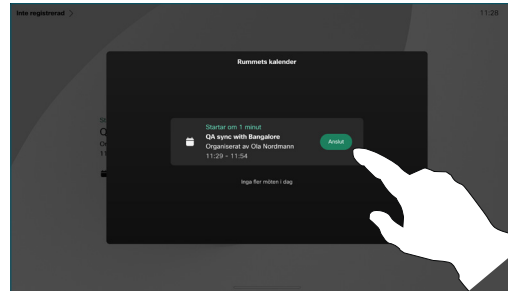 Inte registrerad
11:28
Rummets kalender
Startar om 1 minut
QA sync with Bangalore
Organiserat av Ola Nordmann
11:29 – 11:54
Anslut
Inga fler möten i dag